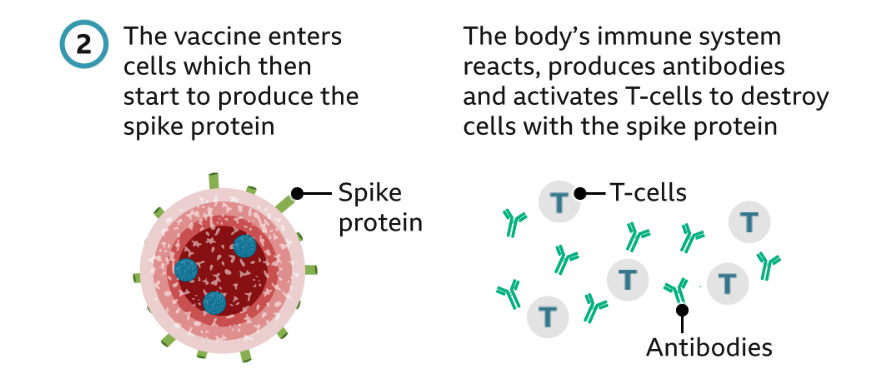 2
The vaccine enters
cells which then
start to produce the
spike protein
The body’s immune system
reacts, produces antibodies
and activates T-cells to destroy
cells with the spike protein
Spike
protein
T-cells
T
T
T
T
T
Antibodies